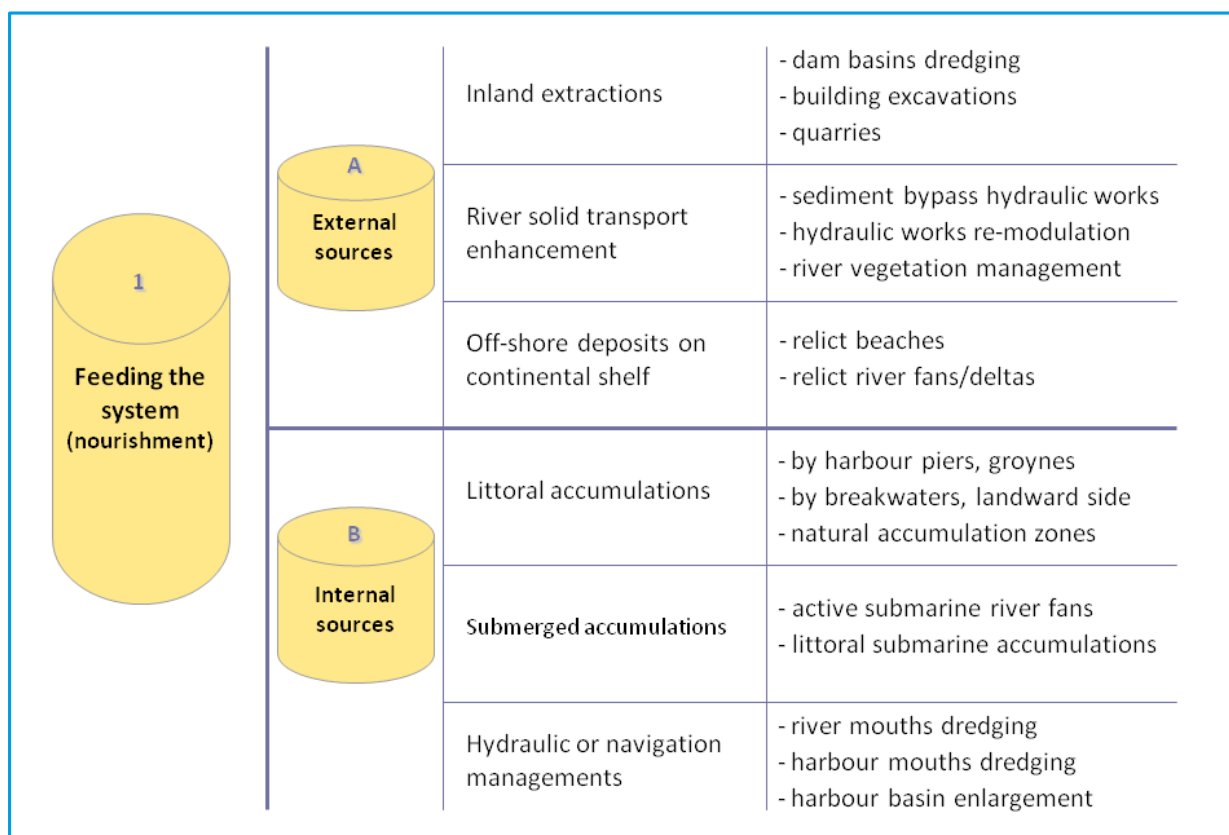 1
Feeding the
system
(nourishment)
A
External
sources
Inland extractions
- dam basins dredging
- building excavations
- quarries
River solid transport
enhancement
- sediment bypass hydraulic works
- hydraulic works re-modulation
- river vegetation management
Off-shore deposits on
continental shelf
- relict beaches
- relict river fans/deltas
B
Internal
sources
Littoral accumulations
- by harbour piers, groynes
- by breakwaters, landward side
- natural accumulation zones
Submerged accumulations
- active submarine river fans
- littoral submarine accumulations
Hydraulic or navigation
managements
- river mouths dredging
- harbour mouths dredging
- harbour basin enlargement